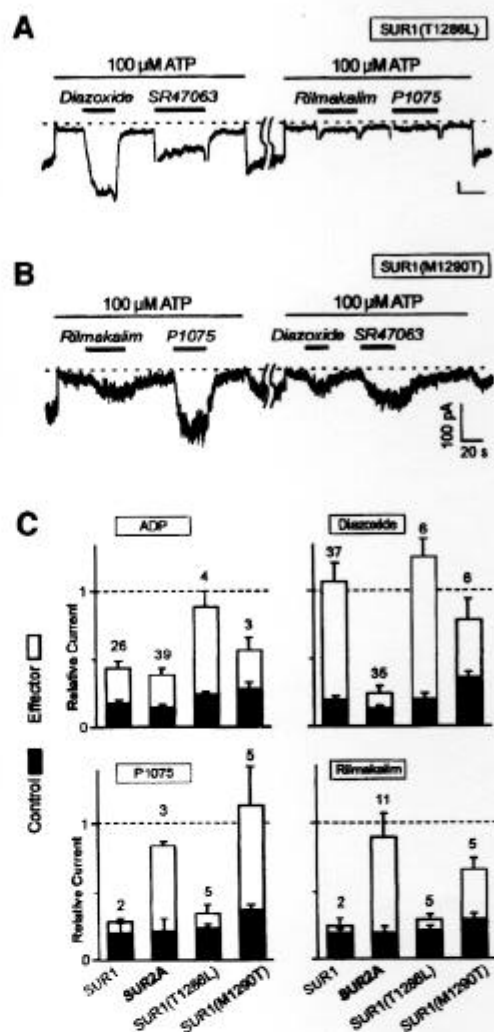 A
SUR1(T1286L)
100 µM ATP 100 µM ATP
Diazoxide SR47063 Rilmakalim P1075
B
SUR1(M1290T)
100 µM ATP 100 µM ATP
Rilmakalim P1075 Diazoxide SR47063
100 pA
20 s
C
ADP Diazoxide
Effector
Control
Relative Current
1
0
26 39 4 3
37 35 6 6
P1075 Rilmakalim
Relative Current
1
0
2 3 5 5
2 11 5 5
SUR1 SUR2A SUR1(T1286L) SUR1(M1290T)
SUR1 SUR2A SUR1(T1286L) SUR1(M1290T)